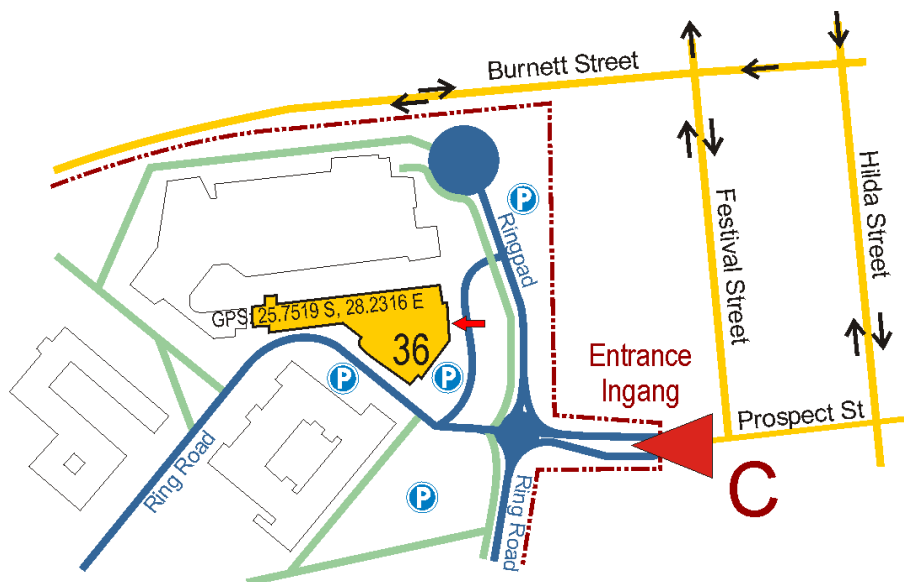 Burnett Street
Hilda Street
Festival Street
P
Ringpad
GPS: 25.7519 S, 28.2316 E
36
P
P
Entrance
Ingang
Prospect St
C
Ring Road
P
Ring Road